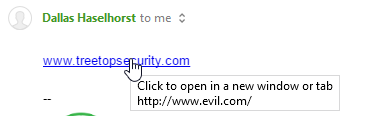 Dallas Haselhorst to me
www.treetopsecurity.com
Click to open in a new window or tab
http://www.evil.com/
--